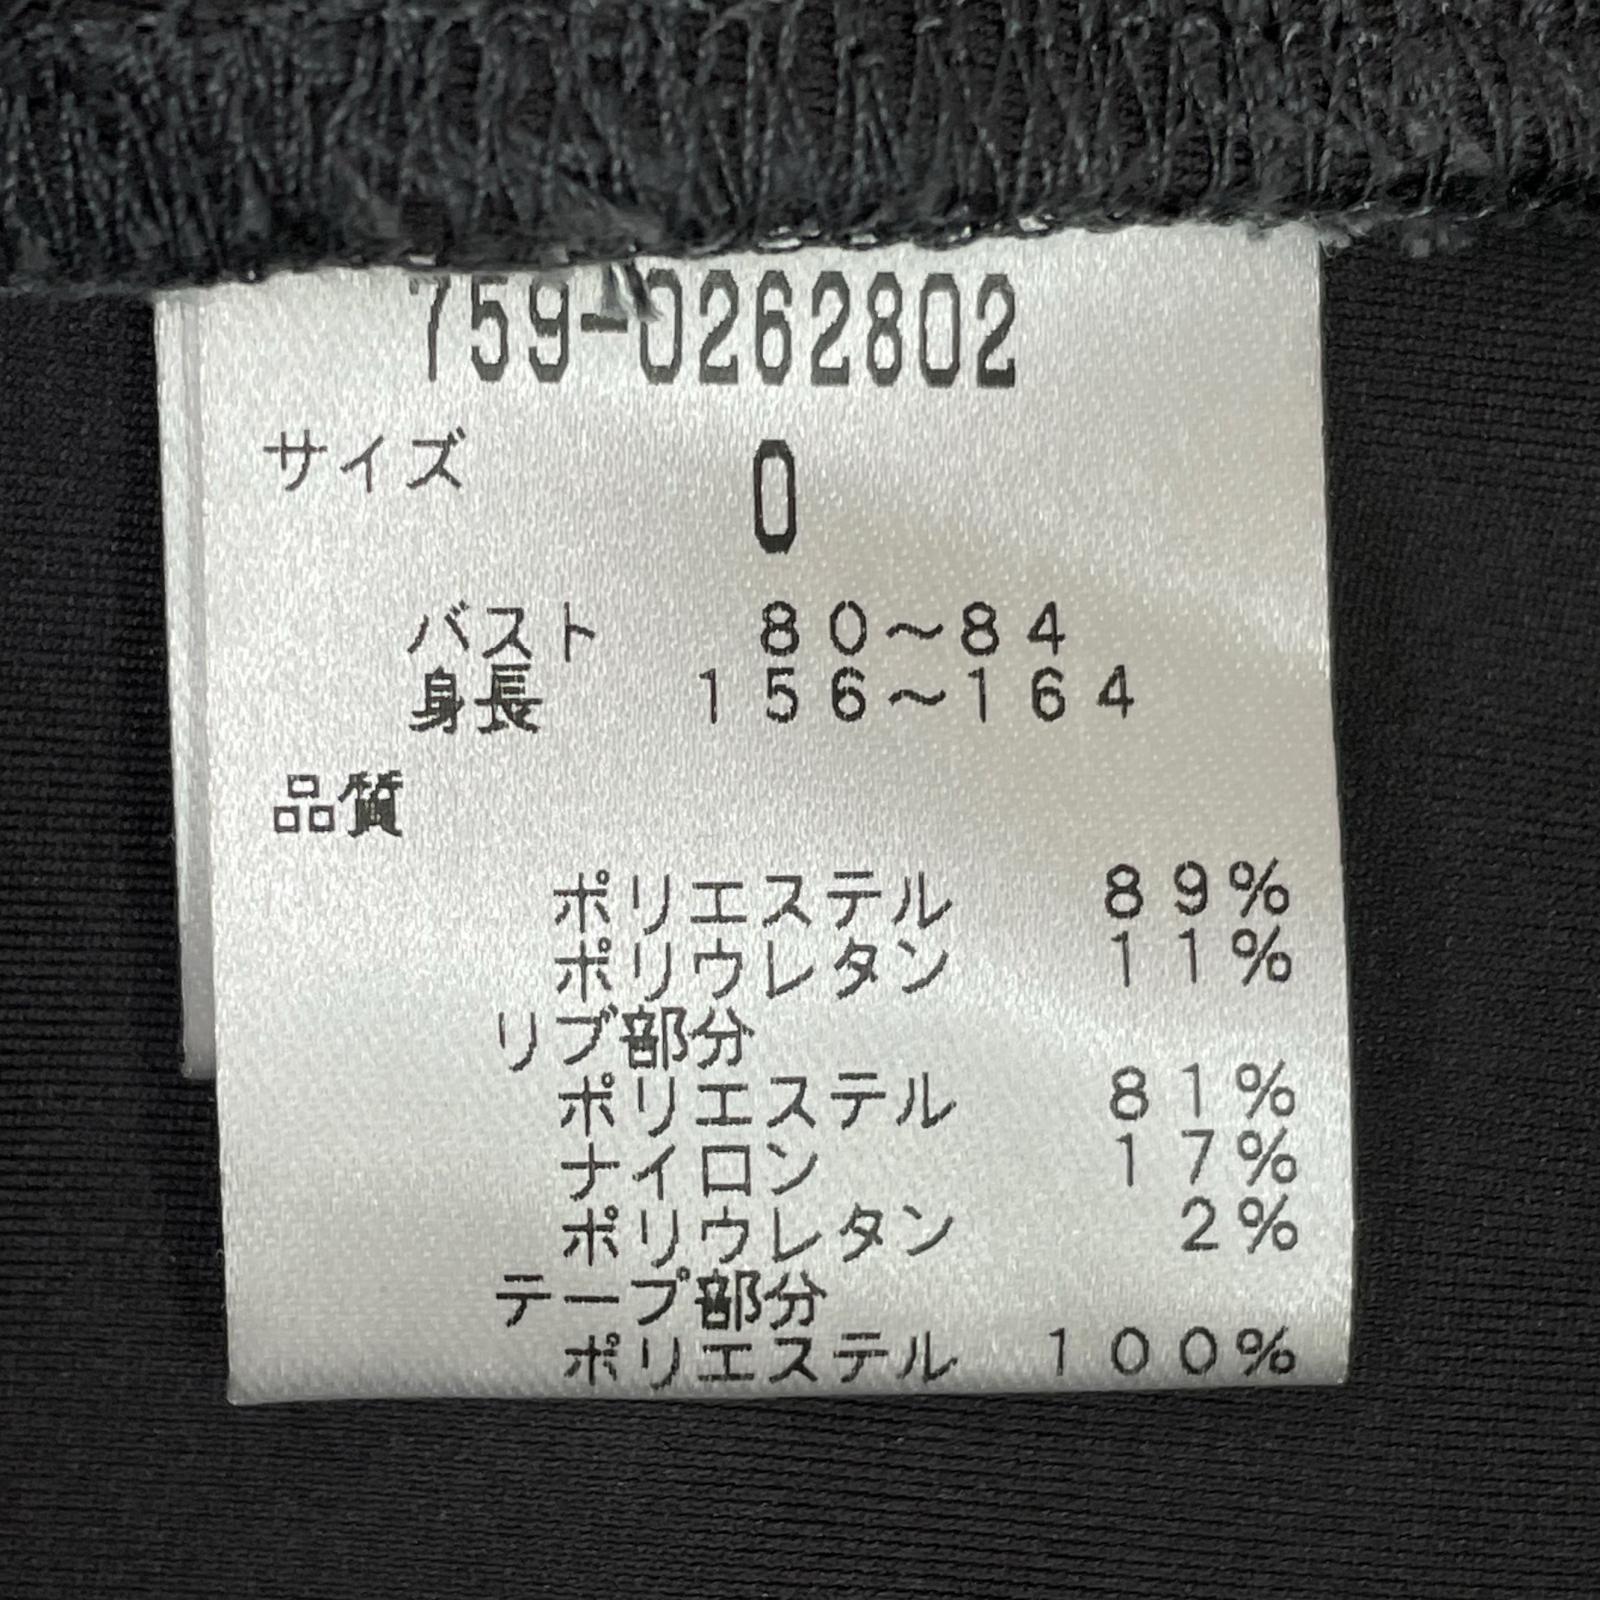 759-0262802
サイズ 0
バスト 80〜84
身長 156〜164
品質
ポリエステル 89%
ポリウレタン 11%
リブ部分
ポリエステル 81%
ナイロン 17%
ポリウレタン 2%
テープ部分
ポリエステル 100%